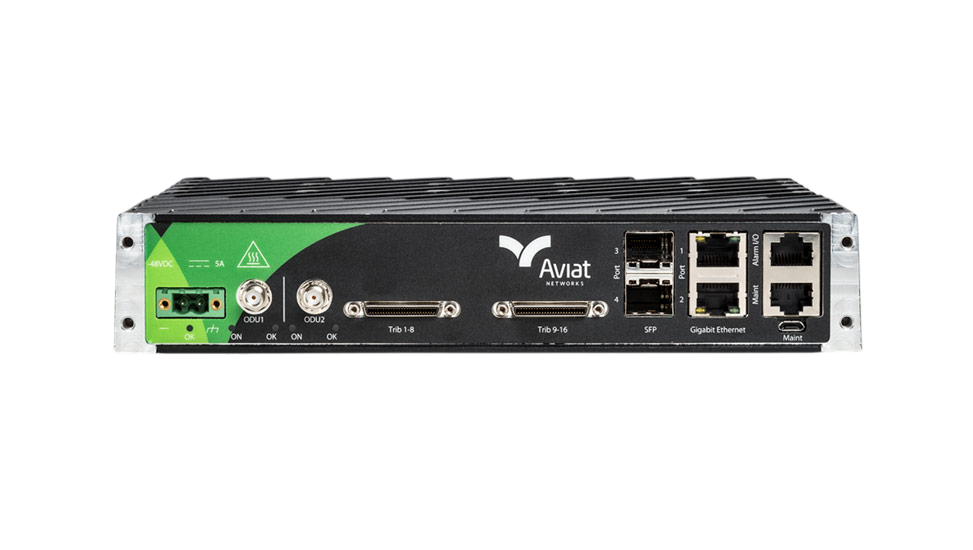 -48VDC
5A
OK
ODU1
ON
OK
ODU2
ON
OK
Trib 1-8
Aviat
NETWORKS
Trib 9-16
3
Port
4
SFP
1
Port
2
Gigabit Ethernet
Alarm I/O
Maint
Maint